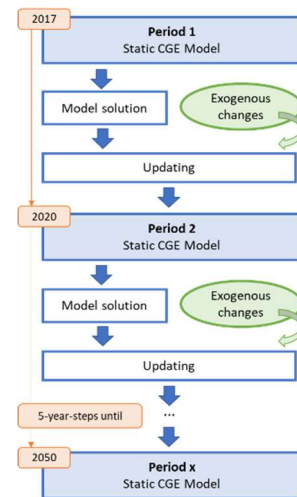 2017
Period 1
Static CGE Model
Model solution
Exogenous
changes
Updating
2020
Period 2
Static CGE Model
Model solution
Exogenous
changes
Updating
5-year-steps until
...
2050
Period x
Static CGE Model